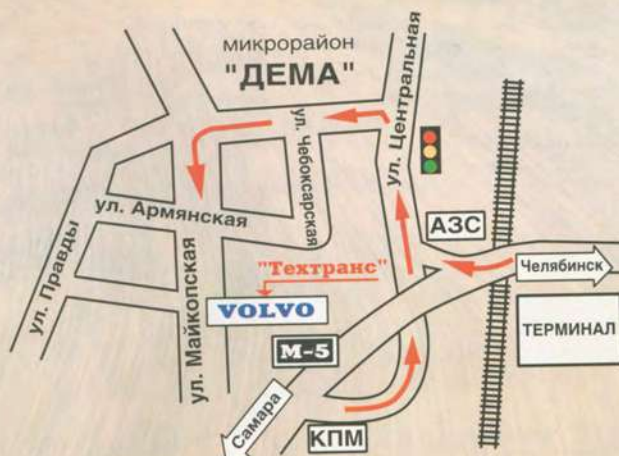 микрорайон
"ДЕМА"
ул. Центральная
ул. Чебоксарская
АЗС
ул. Армянская
ул. Правды
ул. Майкопская
"Техтранс"
VOLVO
Челябинск
ТЕРМИНАЛ
М-5
Самара
КПМ